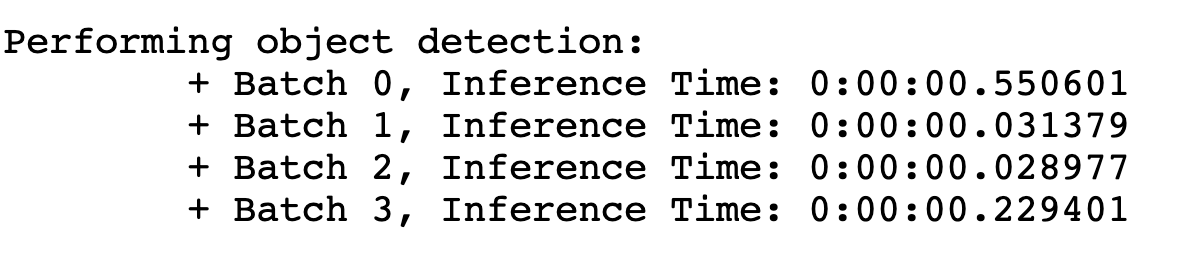 Performing object detection:
+ Batch 0, Inference Time: 0:00:00.550601
+ Batch 1, Inference Time: 0:00:00.031379
+ Batch 2, Inference Time: 0:00:00.028977
+ Batch 3, Inference Time: 0:00:00.229401